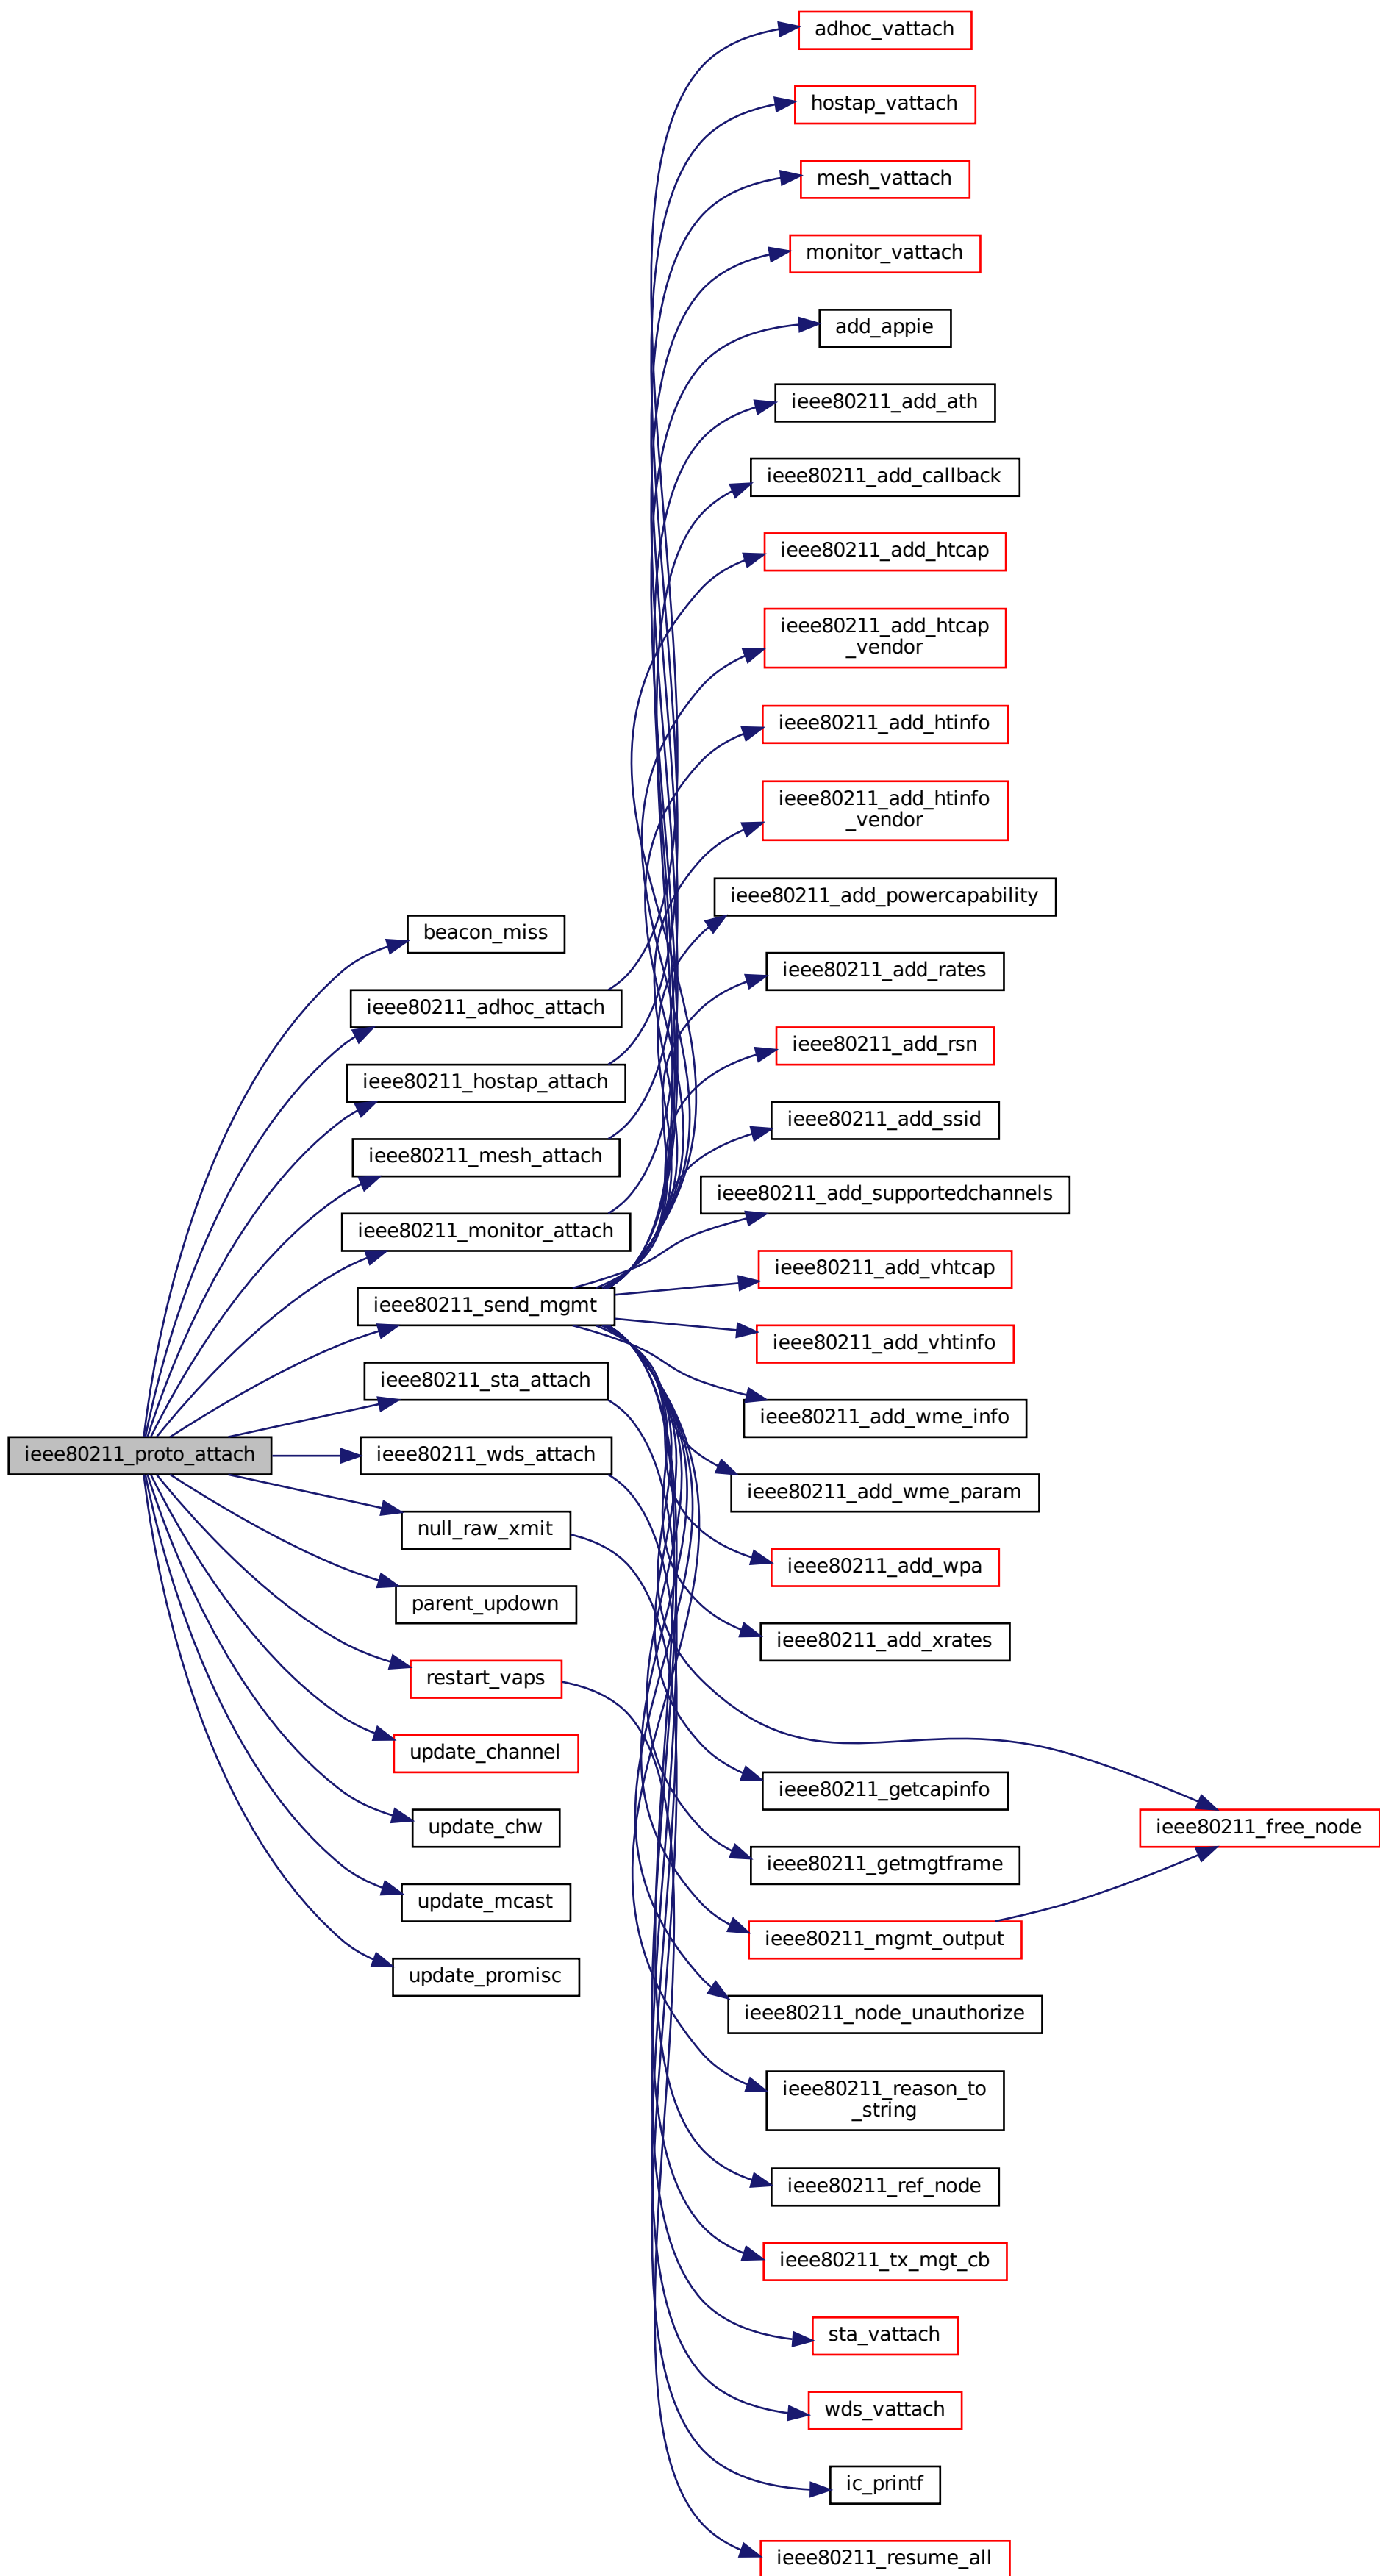 adhoc_vattach
hostap_vattach
mesh_vattach
monitor_vattach
add_appie
ieee80211_add_ath
ieee80211_add_callback
ieee80211_add_htcap
ieee80211_add_htcap
_vendor
ieee80211_add_htinfo
ieee80211_add_htinfo
_vendor
ieee80211_add_powercapability
beacon_miss
ieee80211_add_rates
ieee80211_adhoc_attach
ieee80211_add_rsn
ieee80211_hostap_attach
ieee80211_add_ssid
ieee80211_mesh_attach
ieee80211_add_supportedchannels
ieee80211_monitor_attach
ieee80211_add_vhtcap
ieee80211_send_mgmt
ieee80211_add_vhtinfo
ieee80211_sta_attach
ieee80211_add_wme_info
ieee80211_proto_attach
ieee80211_wds_attach
ieee80211_add_wme_param
null_raw_xmit
ieee80211_add_wpa
parent_updown
ieee80211_add_xrates
restart_vaps
update_channel
ieee80211_getcapinfo
update_chw
ieee80211_free_node
ieee80211_getmgtframe
update_mcast
ieee80211_mgmt_output
update_promisc
ieee80211_node_unauthorize
ieee80211_reason_to
_string
ieee80211_ref_node
ieee80211_tx_mgt_cb
sta_vattach
wds_vattach
ic_printf
ieee80211_resume_all